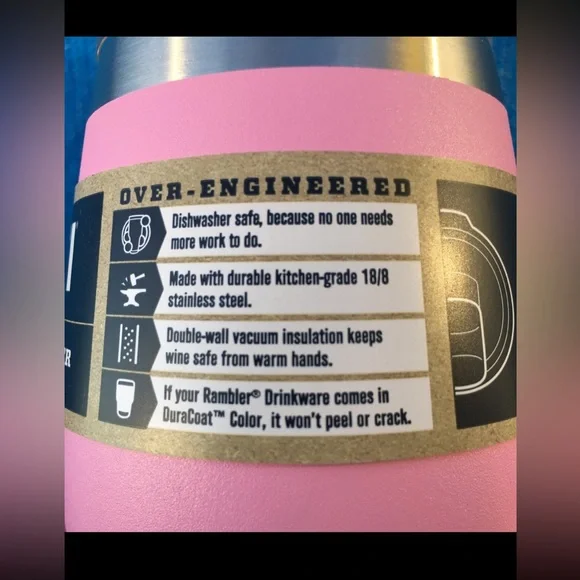 OVER-ENGINEERED
Dishwasher safe, because no one needs
more work to do.
Made with durable kitchen-grade 18/8
stainless steel.
Double-wall vacuum insulation keeps
wine safe from warm hands.
If your Rambler® Drinkware comes in
DuraCoat™ Color, it won't peel or crack.